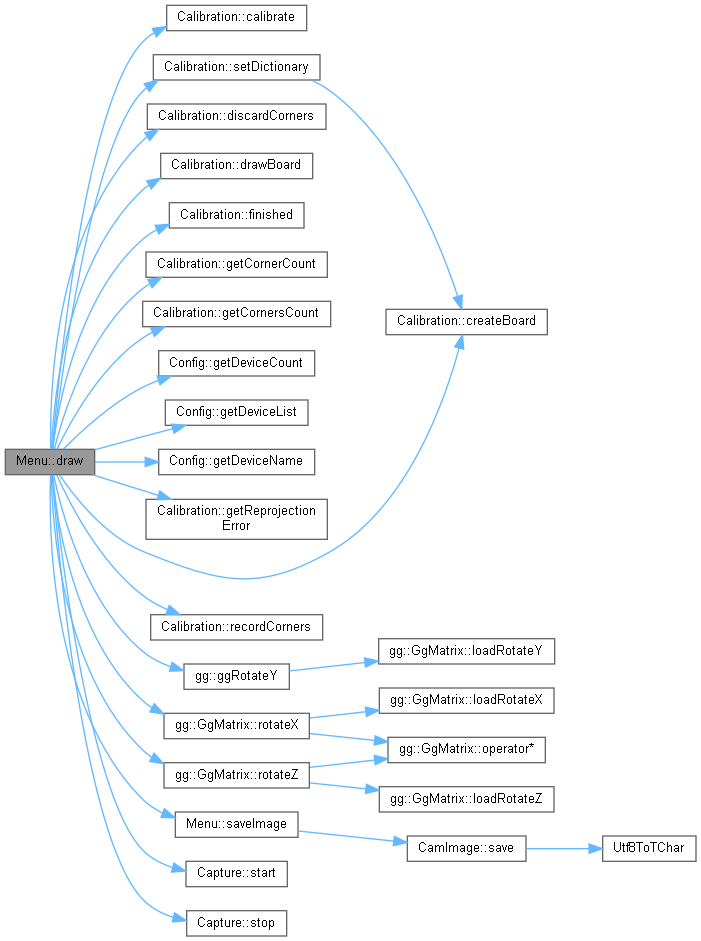 Calibration::calibrate
Calibration::setDictionary
Calibration::discardCorners
Calibration::drawBoard
Calibration::finished
Calibration::getCornerCount
Calibration::getCornersCount
Calibration::createBoard
Config::getDeviceCount
Config::getDeviceList
Menu::draw
Config::getDeviceName
Calibration::getReprojection
Error
Calibration::recordCorners
gg::ggRotateY
gg::GgMatrix::loadRotateY
gg::GgMatrix::rotateX
gg::GgMatrix::loadRotateX
gg::GgMatrix::operator*
gg::GgMatrix::rotateZ
gg::GgMatrix::loadRotateZ
Menu::saveImage
CamImage::save
Utf8ToTChar
Capture::start
Capture::stop